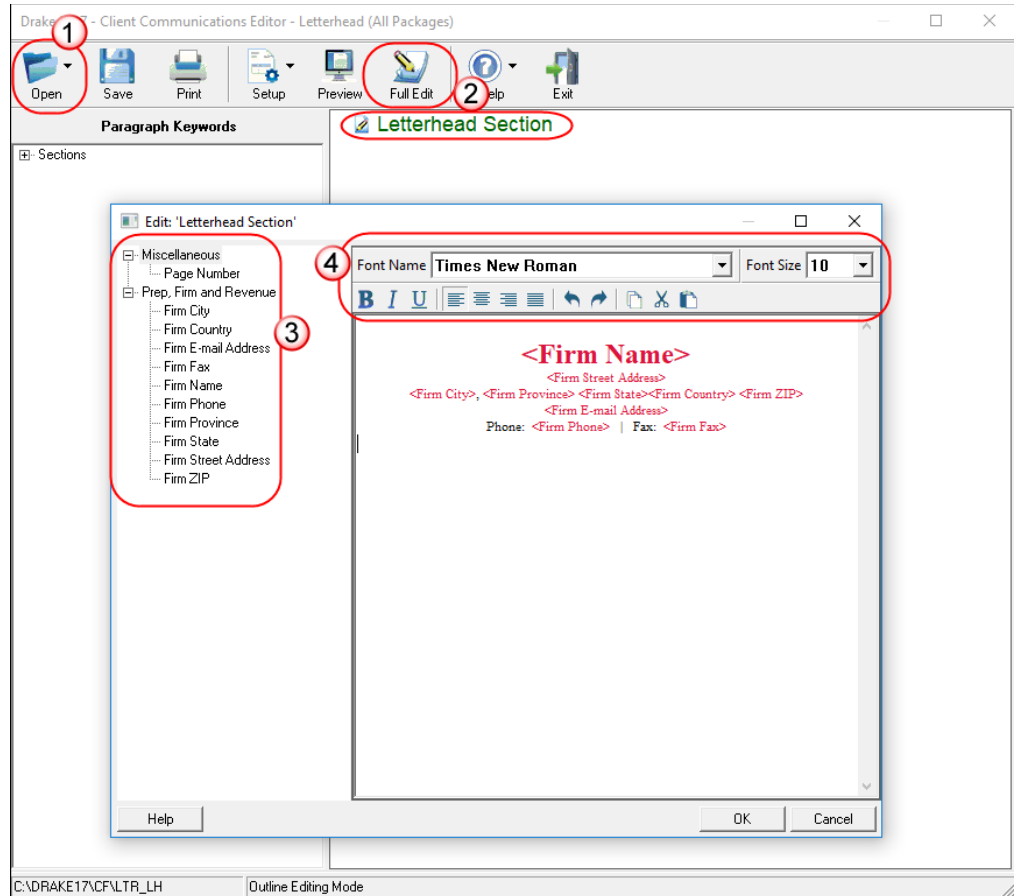 Drake 7 - Client Communications Editor - Letterhead (All Packages)
1
Open Save Print Setup Preview Full Edit elp Exit
2
Paragraph Keywords
Letterhead Section
Sections
Edit: 'Letterhead Section'
Miscellaneous
Page Number
Prep, Firm and Revenue
Firm City
Firm Country
Firm E-mail Address
Firm Fax
Firm Name
Firm Phone
Firm Province
Firm State
Firm Street Address
Firm ZIP
3
4
Font Name Times New Roman Font Size 10
B I U
<Firm Name>
<Firm Street Address>
<Firm City>, <Firm Province> <Firm State><Firm Country> <Firm ZIP>
<Firm E-mail Address>
Phone: <Firm Phone> | Fax: <Firm Fax>
Help OK Cancel
C:\DRAKE17\CF\LTR_LH Outline Editing Mode